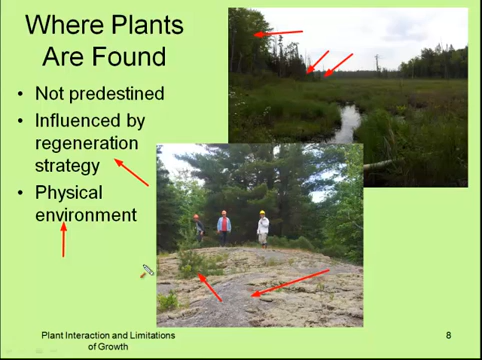 Where Plants
Are Found
• Not predestined
• Influenced by
regeneration
strategy
• Physical
environment
Plant Interaction and Limitations
of Growth
8